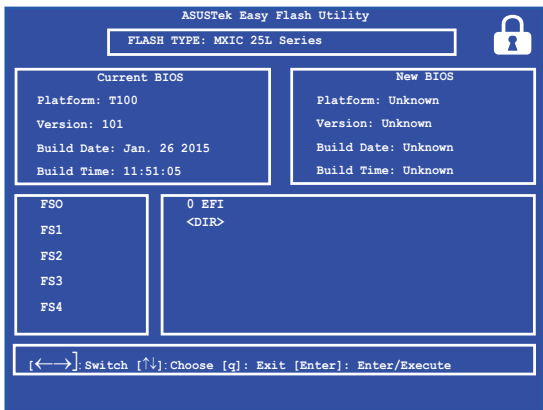 ASUSTek Easy Flash Utility
FLASH TYPE: MXIC 25L Series
Current BIOS
Platform: T100
Version: 101
Build Date: Jan. 26 2015
Build Time: 11:51:05
New BIOS
Platform: Unknown
Version: Unknown
Build Date: Unknown
Build Time: Unknown
FSO
FS1
FS2
FS3
FS4
0 EFI
<DIR>
[←→]: Switch [↑↓]: Choose [q]: Exit [Enter]: Enter/Execute